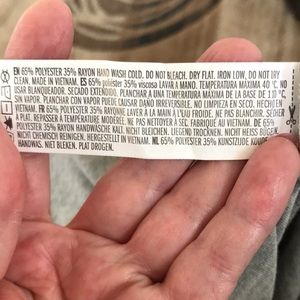 EN 65% POLYESTER 35% RAYON HAND WASH COLD. DO NOT BLEACH. DRY FLAT. IRON LOW, DO NOT DRY
CLEAN. MADE IN VIETNAM. ES 65% poliéster 35% viscosa LAVAR A MANO. TEMPERATURA MÁXIMA 40 °C. NO
USAR BLANQUEADOR. SECADO EXTENDIDO. PLANCHAR A UNA TEMPERATURA MÁXIMA DE LA BASE DE 110 °C,
SIN VAPOR. PLANCHAR CON VAPOR PUEDE CAUSAR DANOS IRREVERSIBLES. NO LIMPIEZA EN SECO. HECHO EN
VIETNAM. FR 65% POLYESTER 35% RAYONNE LAVER À LA MAIN À L'EAU FROIDE. NE PAS BLANCHIR. SÉCHER
À PLAT. REPASSER À TEMPÉRATURE MODÉRÉE. NE PAS NETTOYER À SEC. FABRIQUÉ AU VIETNAM. DE 65%
POLYESTER 35% RAYON HANDWÄSCHE KALT. NICHT BLEICHEN. LIEGEND TROCKNEN. NICHT HEISS BÜGEN.
NICHT CHEMISCH REINIGEN. HERGESTELLT IN VIETNAM. NL 65% POLYESTER 35% KUNSTZIJDE
HANDWAS. NIET BLEKEN. PLAT DROGEN.